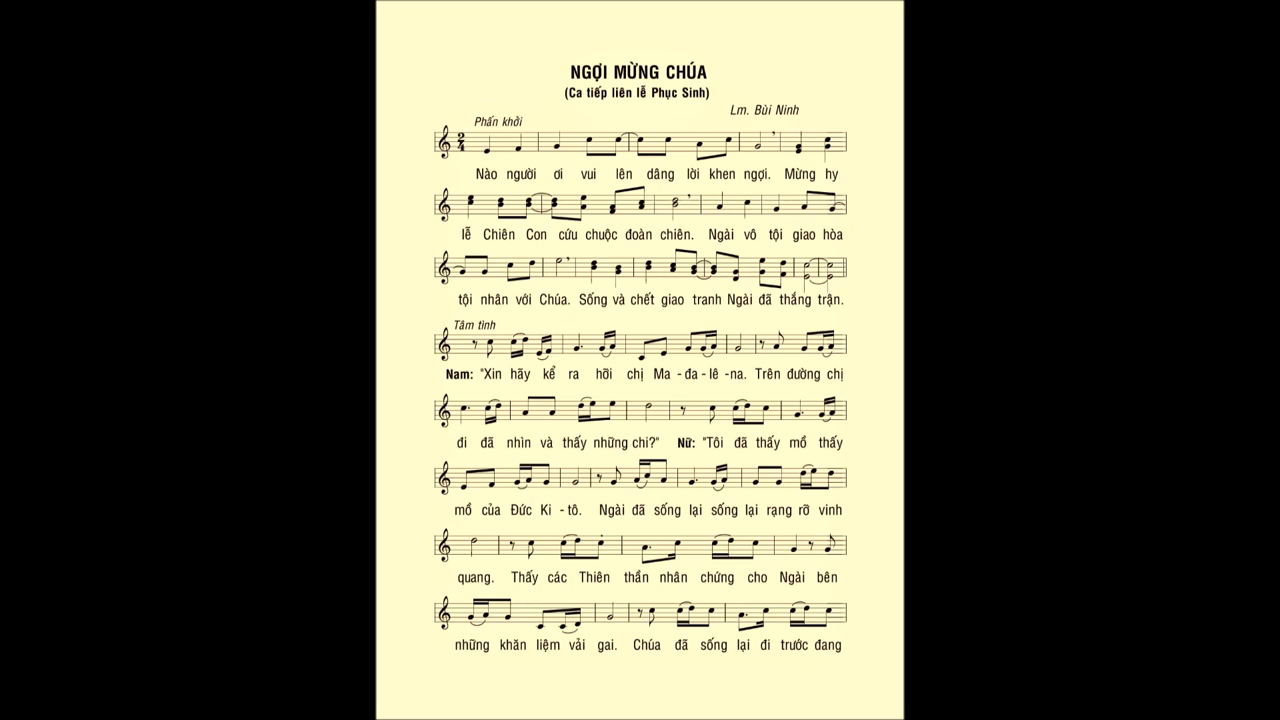 NGỢI MỪNG CHÚA
(Ca tiếp liên lễ Phục Sinh)
Lm. Bùi Ninh
Phấn khởi
2
4
Nào người ơi vui lên dâng lời khen ngợi. Mừng hy
lễ Chiên Con cứu chuộc đoàn chiên. Ngài vô tội giao hòa
tội nhân với Chúa. Sống và chết giao tranh Ngài đã thắng trận.
Tâm tình
Nam: "Xin hãy kể ra hỡi chị Ma - đa - lê - na. Trên đường chị
đi đã nhìn và thấy những chi?" Nữ: "Tôi đã thấy mồ thấy
mồ của Đức Ki - tô. Ngài đã sống lại sống lại rạng rỡ vinh
quang. Thấy các Thiên thần nhân chứng cho Ngài bên
những khăn liệm vải gai. Chúa đã sống lại đi trước đang